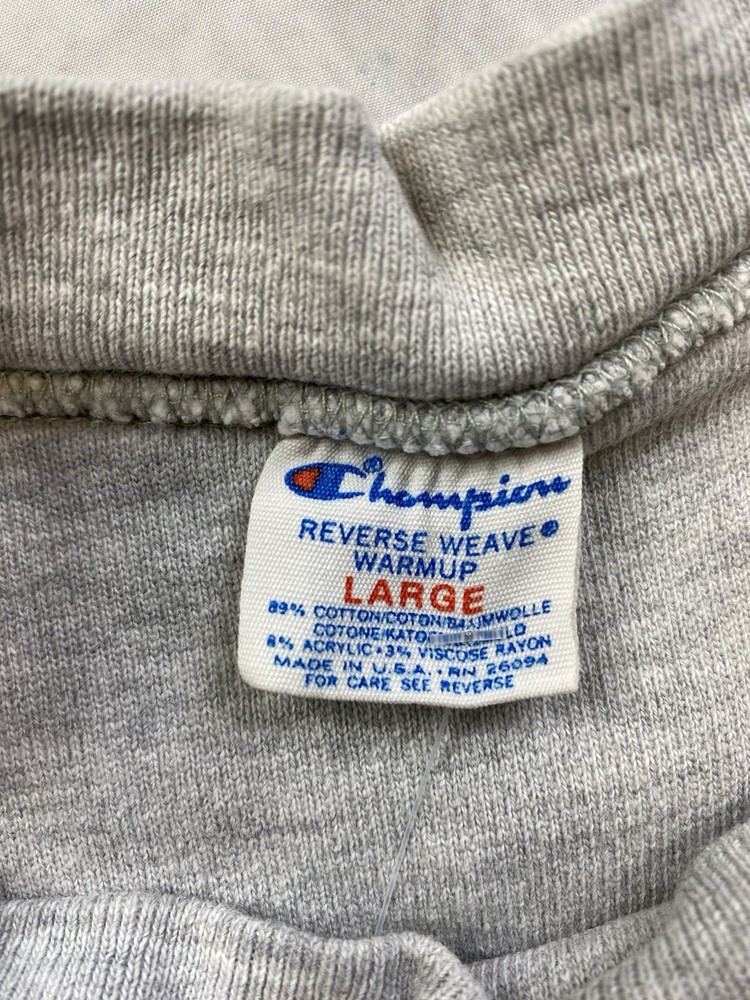 Champion®
REVERSE WEAVE®
WARMUP
LARGE
89% COTTON/COTON/BAUMWOLLE
8% ACRYLIC·3% VISCOSE RAYON
MADE IN U.S.A.·RN 26094
FOR CARE SEE REVERSE